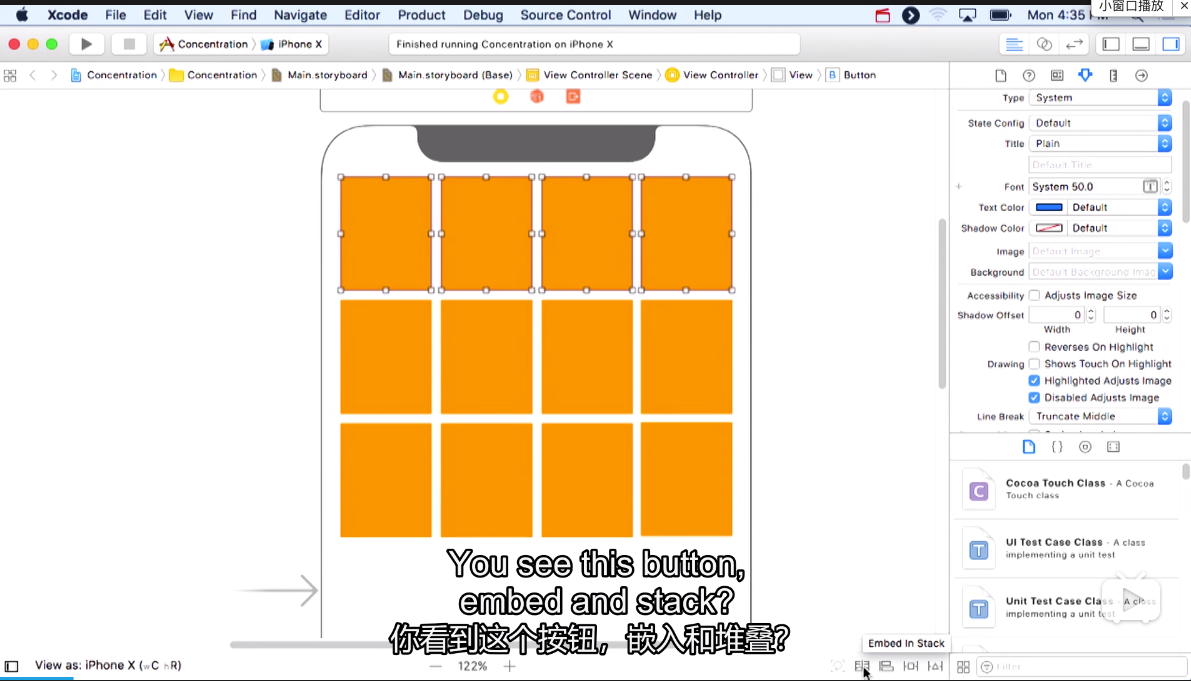 小窗口播放
Xcode File Edit View Find Navigate Editor Product Debug Source Control Window Help Mon 4:35
Concentration iPhone X Finished running Concentration on iPhone X
Concentration Concentration Main.storyboard Main.storyboard (Base) View Controller Scene View Controller View B Button
Type System
State Config Default
Title Plain
Default Title
Font System 50.0
Text Color Default
Shadow Color Default
Image Default Image
Background Default Background Imag
Accessibility Adjusts Image Size
Shadow Offset 0 0
Width Height
Reverses On Highlight
Drawing Shows Touch On Highlight
Highlighted Adjusts Image
Disabled Adjusts Image
Line Break Truncate Middle
Cocoa Touch Class - A Cocoa
Touch class
UI Test Case Class - A class
implementing a unit test
Unit Test Case Class - A class
implementing a unit test
You see this button,
embed and stack?
你看到这个按钮，嵌入和堆叠？
Embed In Stack
View as: iPhone X (wC hR) 122% Filter